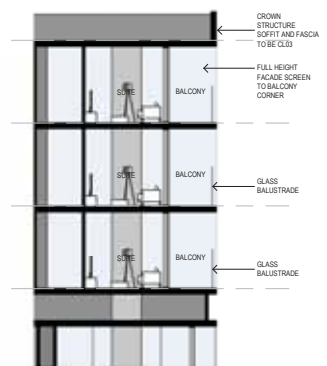 CROWN
STRUCTURE
SOFFIT AND FASCIA
TO BE CL03
FULL HEIGHT
FACADE SCREEN
TO BALCONY
CORNER
SUITE
BALCONY
SUITE
BALCONY
GLASS
BALUSTRADE
SUITE
BALCONY
GLASS
BALUSTRADE